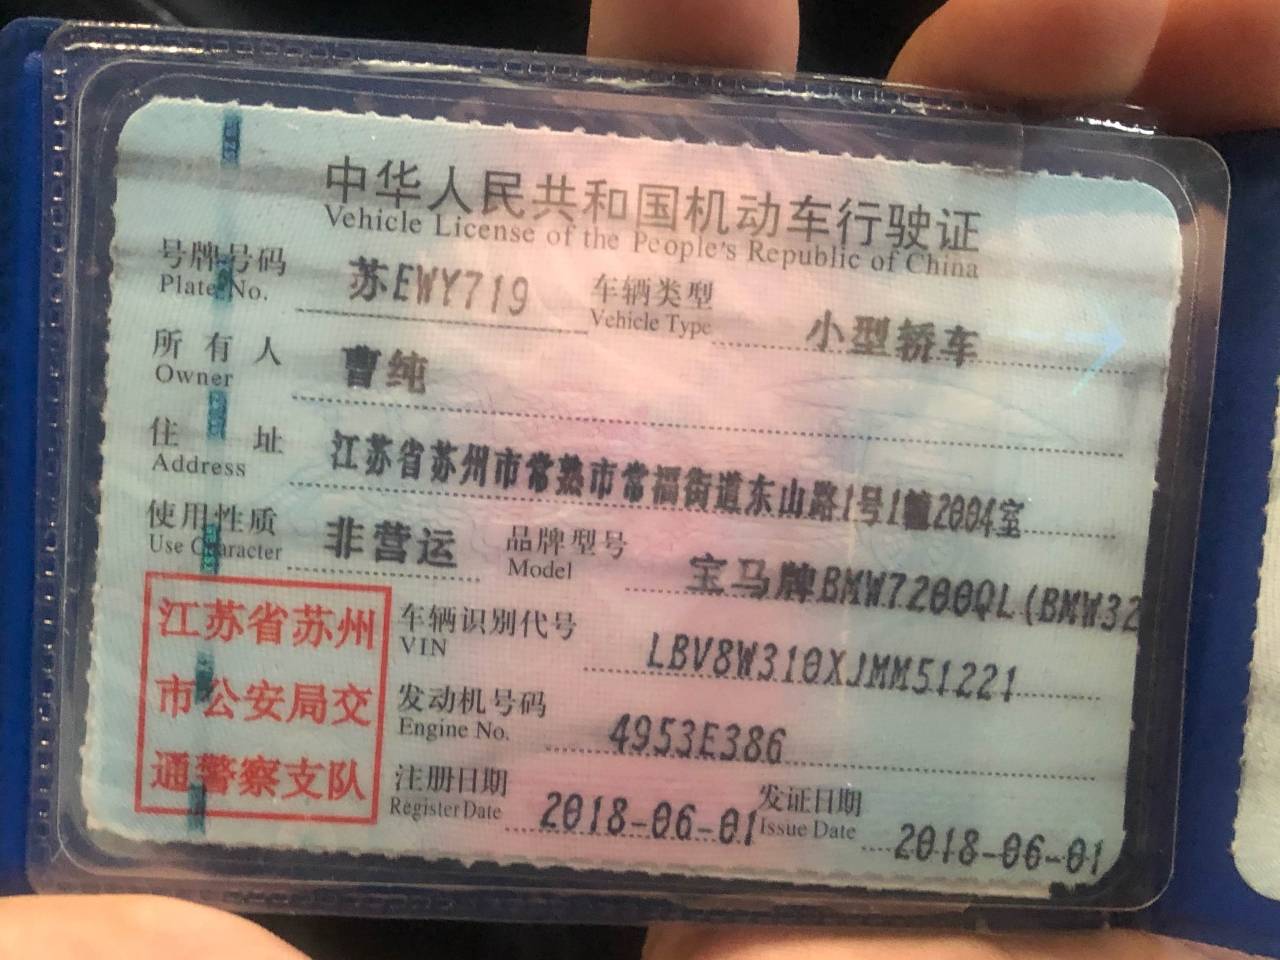 中华人民共和国机动车行驶证
Vehicle License of the People's Republic of China
号牌号码 苏EWY719 车辆类型 小型轿车
Plate No. Vehicle Type
所有人 曹纯
Owner
住址 江苏省苏州市常熟市常福街道东山路1号1幢2004室
Address
使用性质 非营运 品牌型号 宝马牌BMW7200QL(BMW32
Use Character Model
江苏省苏州
市公安局交
通警察支队
车辆识别代号 LBV8W310XJMM51221
VIN
发动机号码 4953E386
Engine No.
注册日期 2018-06-01 发证日期 2018-06-01
Register Date Issue Date